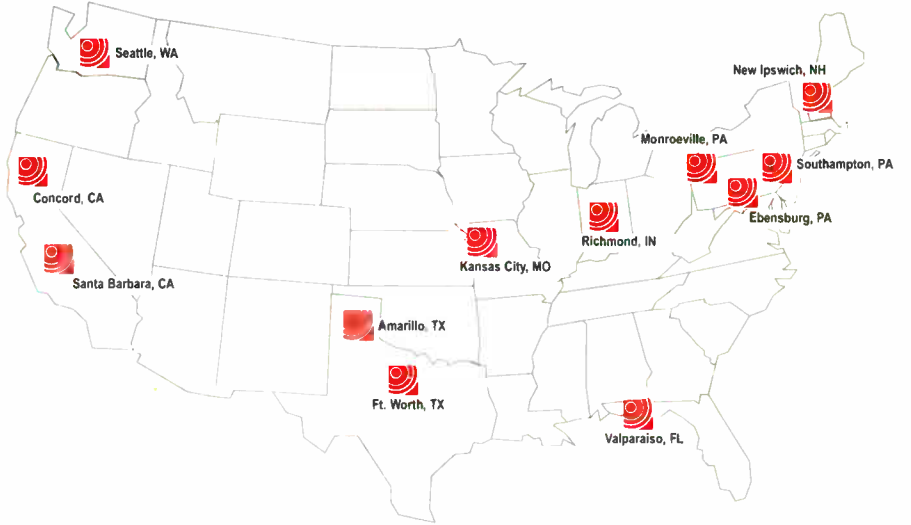 Seattle, WA
New Ipswich, NH
Monroeville, PA
Southampton, PA
Concord, CA
Ebensburg, PA
Richmond, IN
Kansas City, MO
Santa Barbara, CA
Amarillo, TX
Ft. Worth, TX
Valparaiso, FL